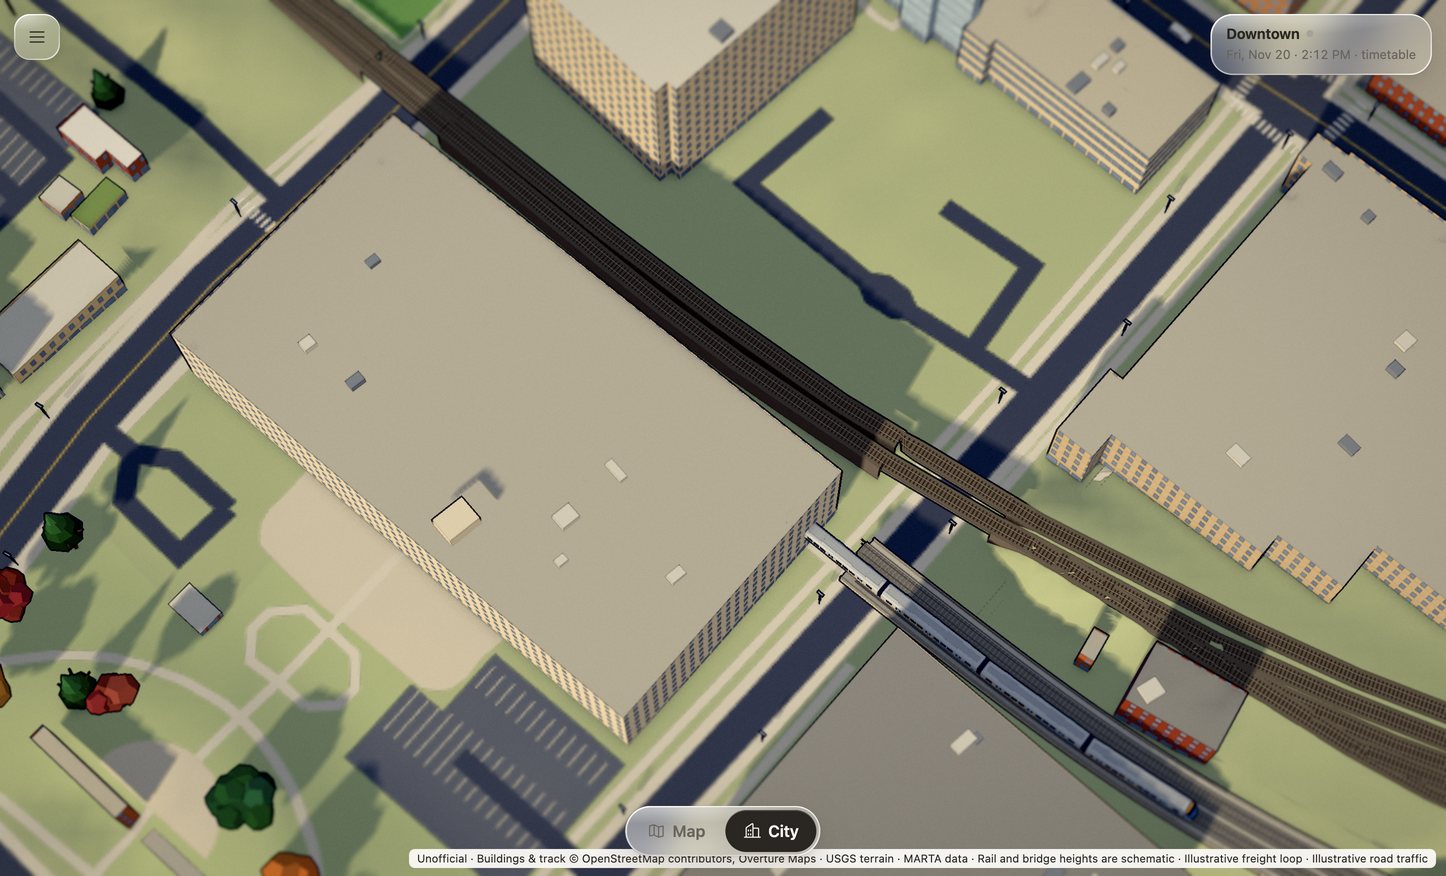 Downtown
Fri, Nov 20 · 2:12 PM · timetable
Map
City
Unofficial · Buildings & track © OpenStreetMap contributors, Overture Maps · USGS terrain · MARTA data · Rail and bridge heights are schematic · Illustrative freight loop · Illustrative road traffic